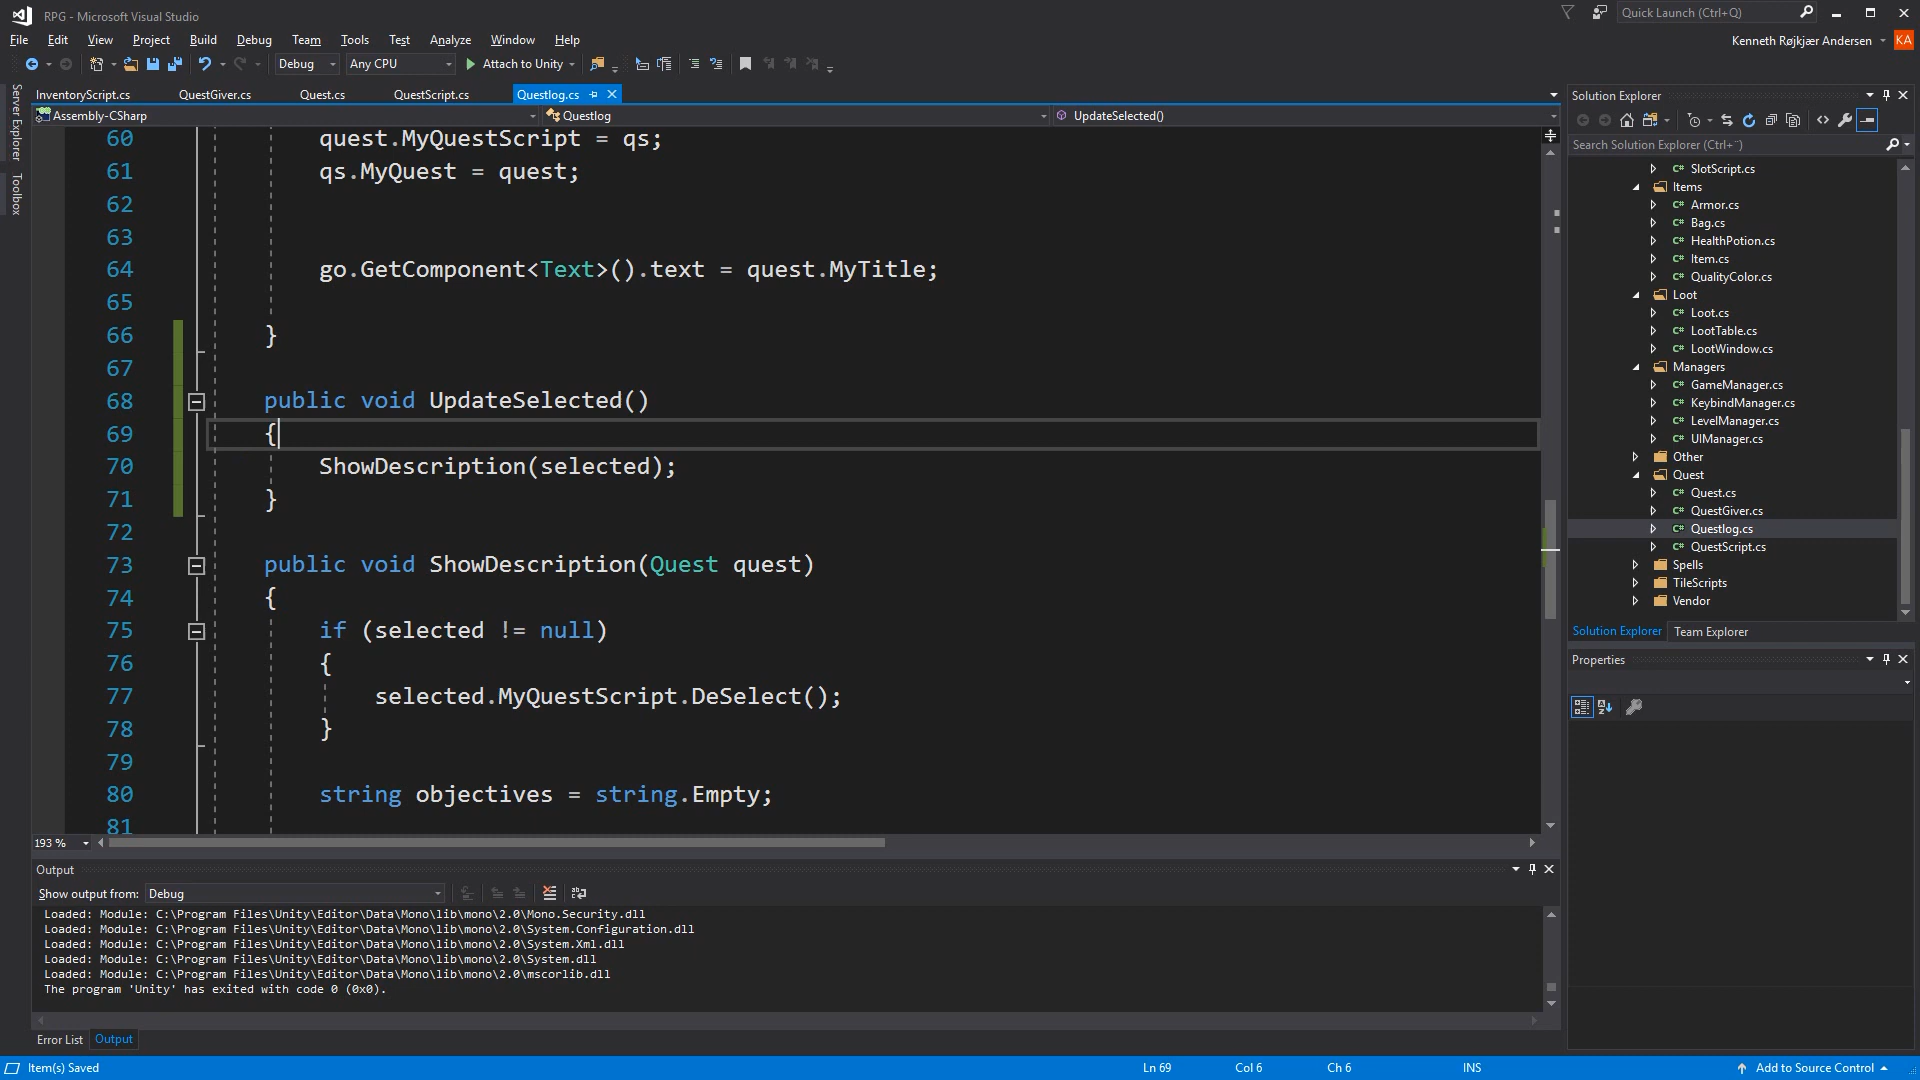 RPG - Microsoft Visual Studio
Quick Launch (Ctrl+Q)
File Edit View Project Build Debug Team Tools Test Analyze Window Help
Kenneth Røjkjær Andersen KA
Debug Any CPU Attach to Unity
Server Explorer
Toolbox
InventoryScript.cs QuestGiver.cs Quest.cs QuestScript.cs Questlog.cs
Assembly-CSharp Questlog UpdateSelected()
60 quest.MyQuestScript = qs;
61 qs.MyQuest = quest;
62
63
64 go.GetComponent<Text>().text = quest.MyTitle;
65
66 }
67
68 public void UpdateSelected()
69 {
70 ShowDescription(selected);
71 }
72
73 public void ShowDescription(Quest quest)
74 {
75 if (selected != null)
76 {
77 selected.MyQuestScript.DeSelect();
78 }
79
80 string objectives = string.Empty;
81
193 %
Output
Show output from: Debug
Loaded: Module: C:\Program Files\Unity\Editor\Data\Mono\lib\mono\2.0\Mono.Security.dll
Loaded: Module: C:\Program Files\Unity\Editor\Data\Mono\lib\mono\2.0\System.Configuration.dll
Loaded: Module: C:\Program Files\Unity\Editor\Data\Mono\lib\mono\2.0\System.Xml.dll
Loaded: Module: C:\Program Files\Unity\Editor\Data\Mono\lib\mono\2.0\System.dll
Loaded: Module: C:\Program Files\Unity\Editor\Data\Mono\lib\mono\2.0\mscorlib.dll
The program 'Unity' has exited with code 0 (0x0).
Error List Output
Solution Explorer
Search Solution Explorer (Ctrl+¨)
C# SlotScript.cs
Items
C# Armor.cs
C# Bag.cs
C# HealthPotion.cs
C# Item.cs
C# QualityColor.cs
Loot
C# Loot.cs
C# LootTable.cs
C# LootWindow.cs
Managers
C# GameManager.cs
C# KeybindManager.cs
C# LevelManager.cs
C# UIManager.cs
Other
Quest
C# Quest.cs
C# QuestGiver.cs
C# Questlog.cs
C# QuestScript.cs
Spells
TileScripts
Vendor
Solution Explorer Team Explorer
Properties
Item(s) Saved Ln 69 Col 6 Ch 6 INS Add to Source Control